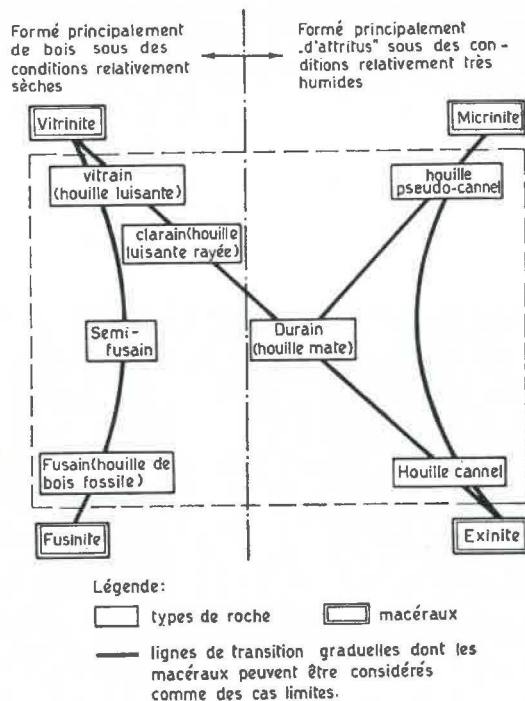 Formé principalement
de bois sous des
conditions relativement
sèches
Formé principalement
„d'attritus" sous des con-
ditions relativement très
humides
Vitrinite
Micrinite
vitrain
(houille luisante)
houille
pseudo-cannel
clarain(houille
luisante rayée)
Semi-
fusain
Durain
(houille mate)
Fusain(houille de
bois fossile)
Houille cannel
Fusinite
Exinite
Légende:
types de roche
macéraux
lignes de transition graduelles dont les
macéraux peuvent être considérés
comme des cas limites.